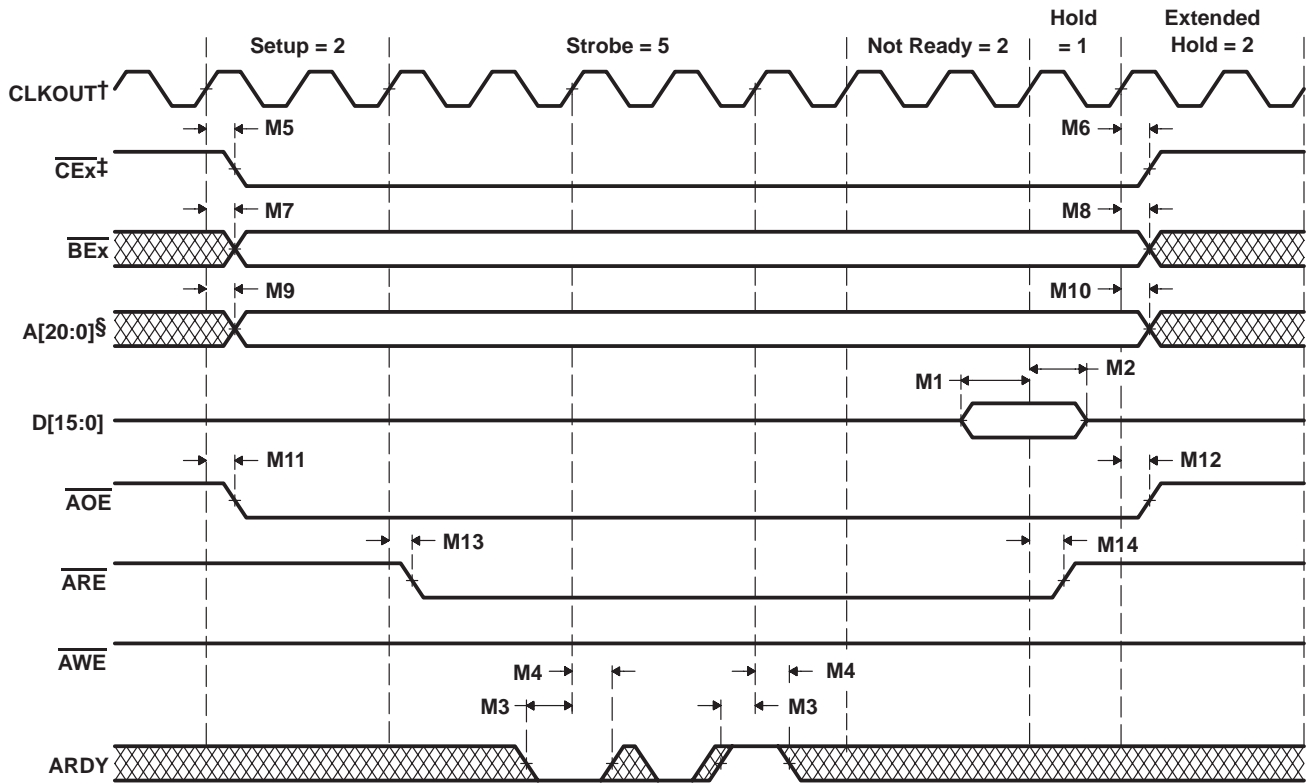 Setup = 2
Strobe = 5
Not Ready = 2
Hold
= 1
Extended
Hold = 2
CLKOUT†
M5
M6
CEx‡
M7
M8
BEx
M9
M10
A[20:0]§
M1
M2
D[15:0]
M11
M12
AOE
M13
M14
ARE
AWE
M4
M4
M3
M3
ARDY